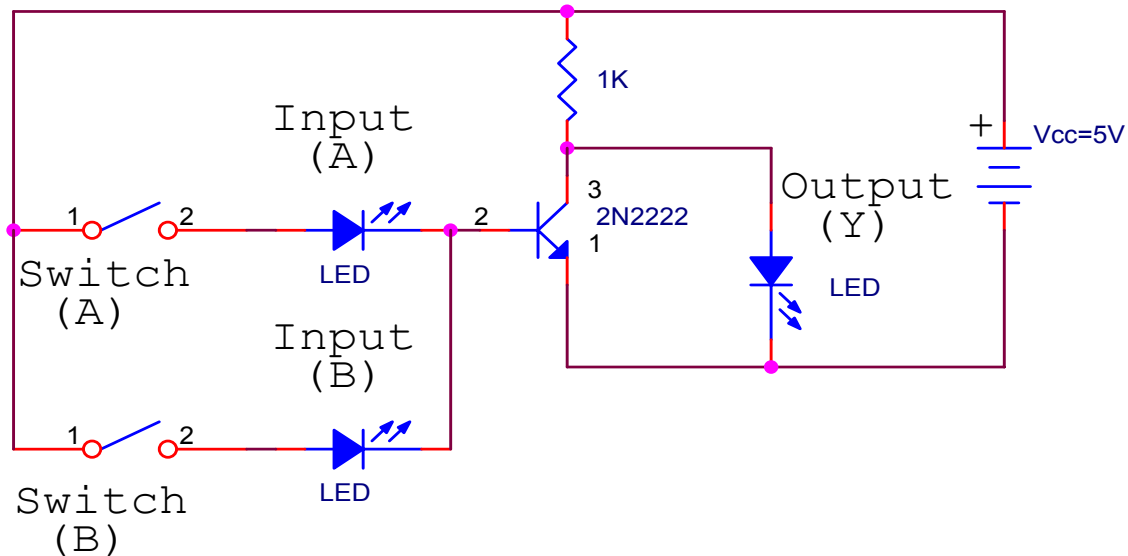 1K
Input
(A)
+
Vcc=5V
1
2
2
3
2N2222
1
Output
(Y)
LED
LED
Switch
(A)
Input
(B)
1
2
LED
Switch
(B)